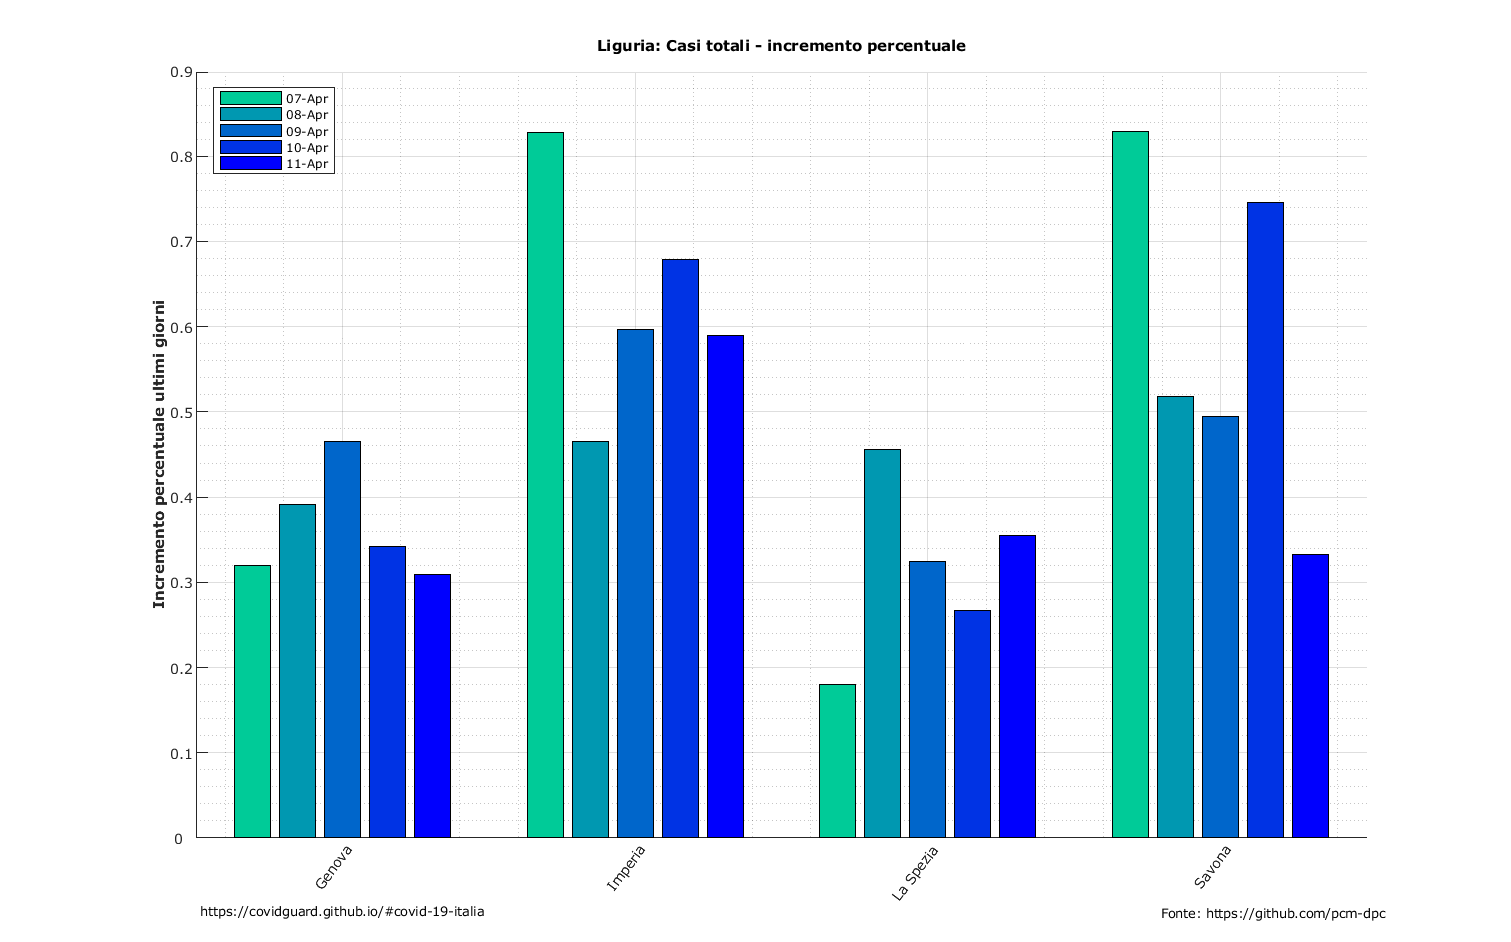 Liguria: Casi totali - incremento percentuale
Incremento percentuale ultimi giorni
0.9
0.8
0.7
0.6
0.5
0.4
0.3
0.2
0.1
0
07-Apr
08-Apr
09-Apr
10-Apr
11-Apr
Genova
Imperia
La Spezia
Savona
https://covidguard.github.io/#covid-19-italia
Fonte: https://github.com/pcm-dpc